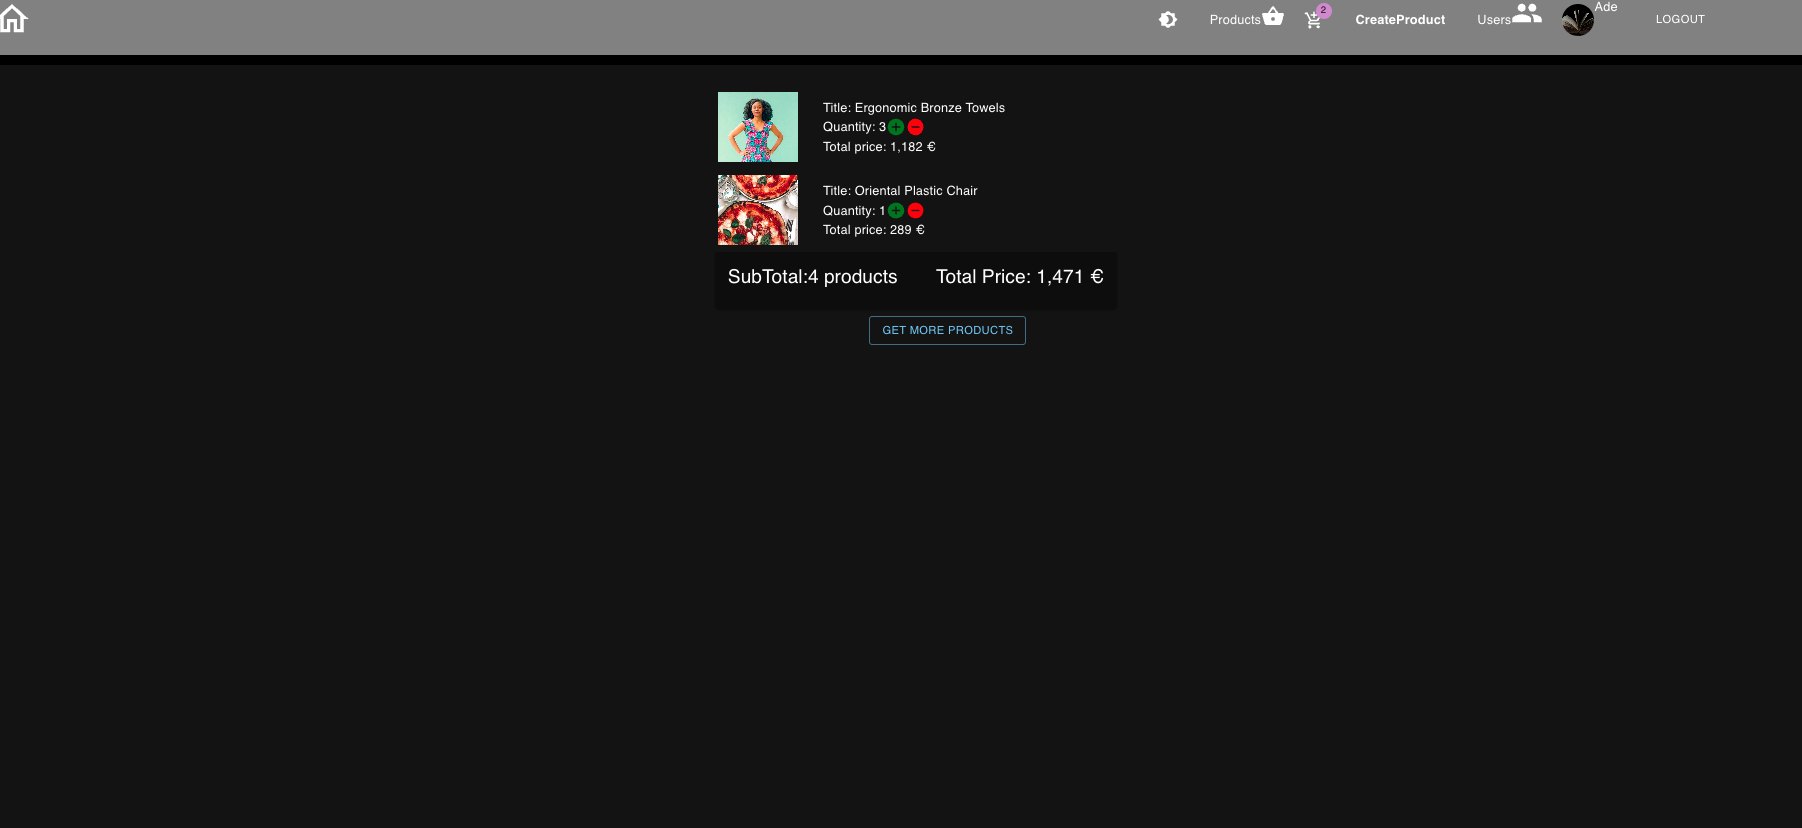 Products
2
CreateProduct
Users
Ade
LOGOUT
Title: Ergonomic Bronze Towels
Quantity: 3
Total price: 1,182 €
Title: Oriental Plastic Chair
Quantity: 1
Total price: 289 €
SubTotal:4 products Total Price: 1,471 €
GET MORE PRODUCTS